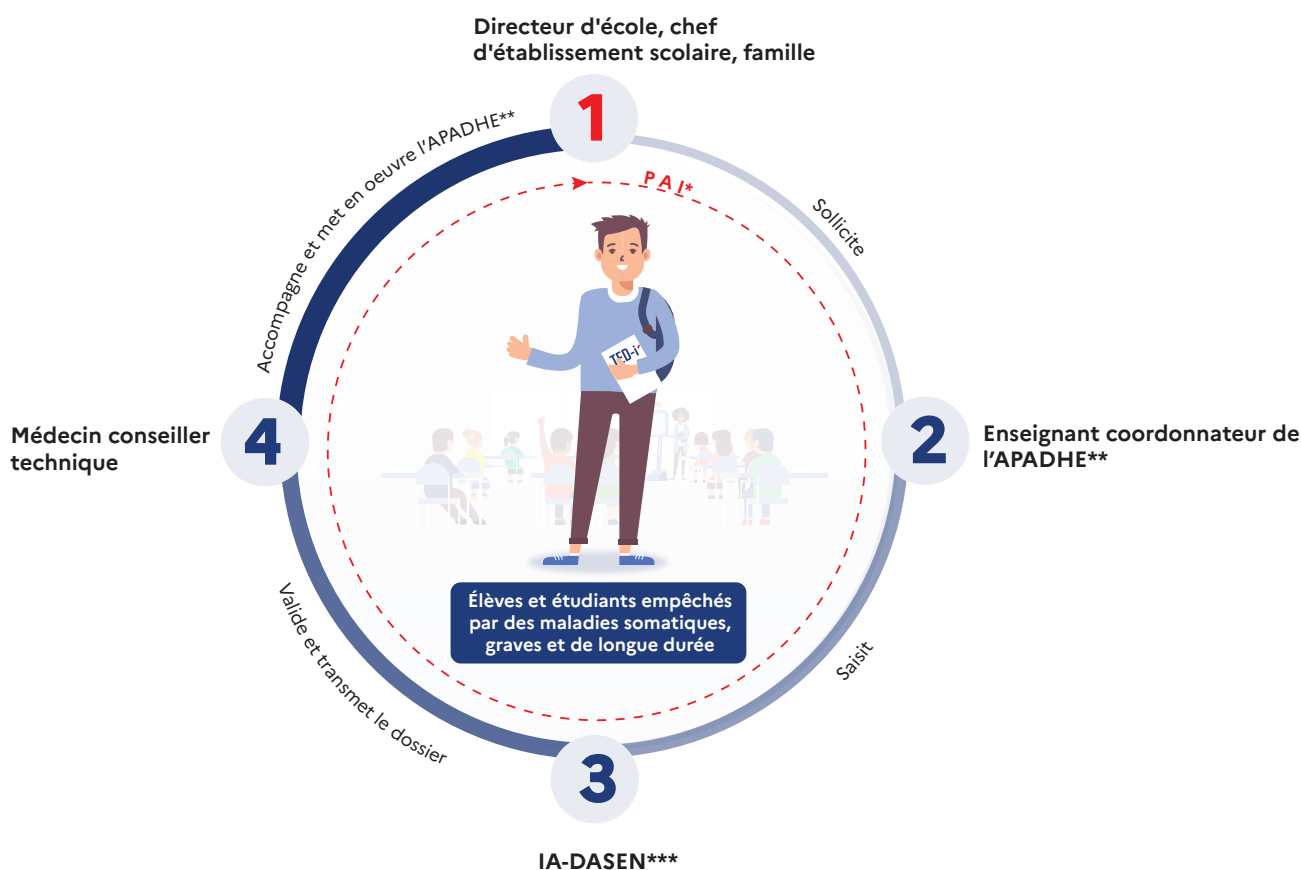 Directeur d'école, chef
d'établissement scolaire, famille
1
PAI*
Sollicite
2
Enseignant coordonnateur de
l'APADHE**
Saisit
3
IA-DASEN***
Valide et transmet le dossier
4
Médecin conseiller
technique
Accompagne et met en oeuvre l'APADHE**
TED-i
Élèves et étudiants empêchés
par des maladies somatiques,
graves et de longue durée